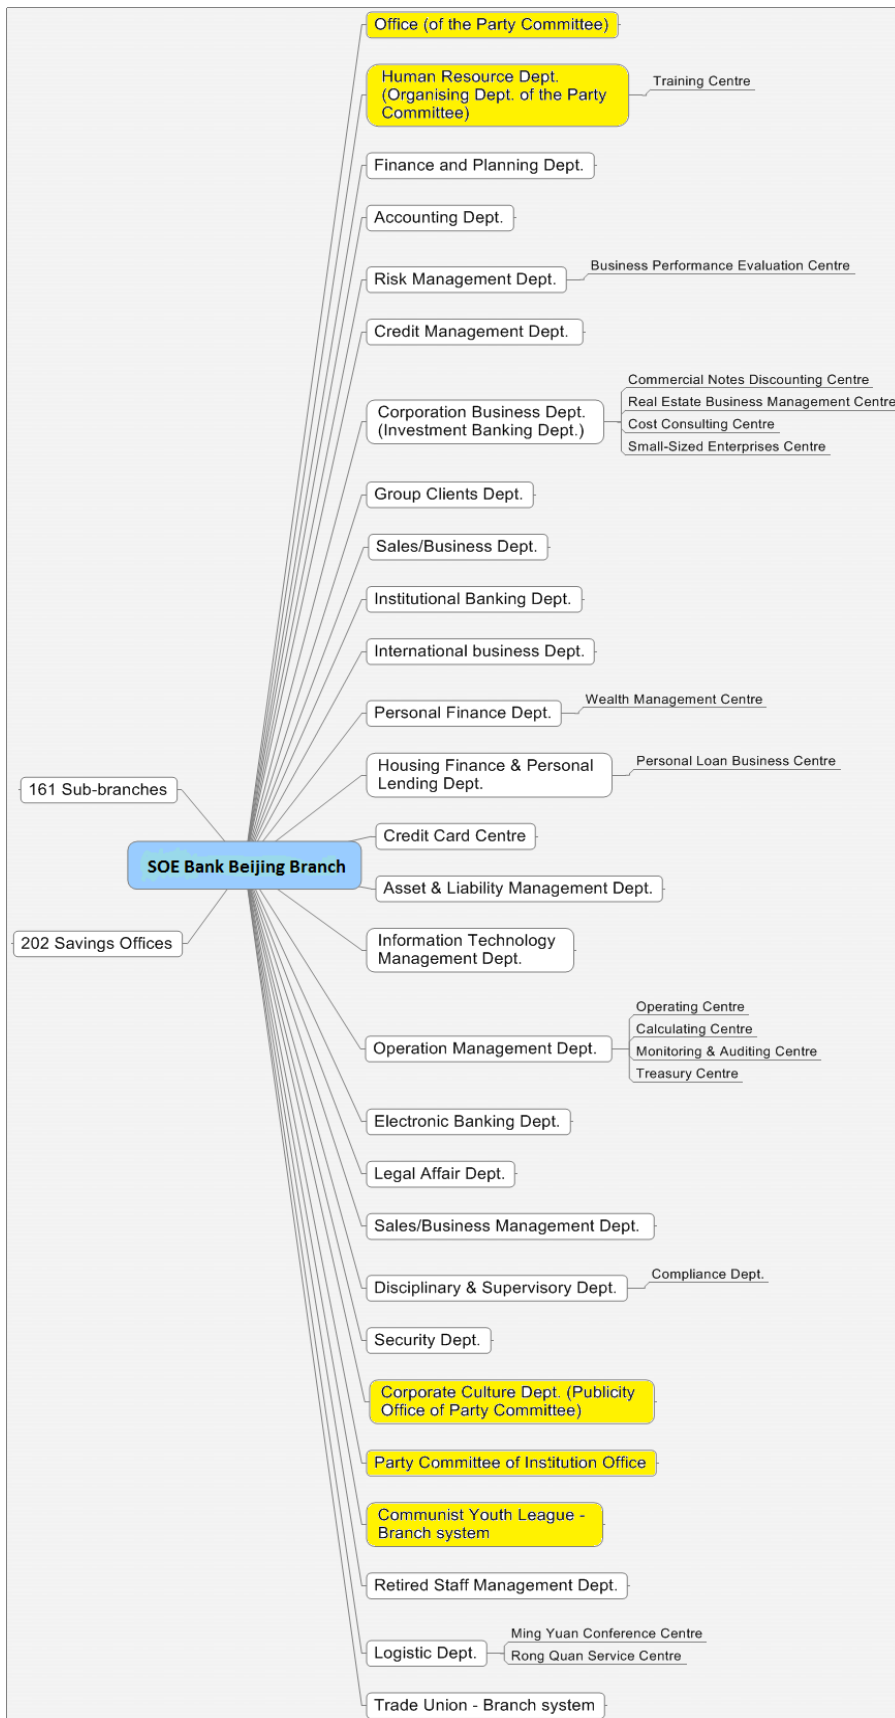 Office (of the Party Committee)
Human Resource Dept.
(Organising Dept. of the Party
Committee)
Training Centre
Finance and Planning Dept.
Accounting Dept.
Risk Management Dept.
Business Performance Evaluation Centre
Credit Management Dept.
Corporation Business Dept.
(Investment Banking Dept.)
Commercial Notes Discounting Centre
Real Estate Business Management Centre
Cost Consulting Centre
Small-Sized Enterprises Centre
Group Clients Dept.
Sales/Business Dept.
Institutional Banking Dept.
International business Dept.
Personal Finance Dept.
Wealth Management Centre
Housing Finance & Personal
Lending Dept.
Personal Loan Business Centre
161 Sub-branches
Credit Card Centre
SOE Bank Beijing Branch
Asset & Liability Management Dept.
202 Savings Offices
Information Technology
Management Dept.
Operation Management Dept.
Operating Centre
Calculating Centre
Monitoring & Auditing Centre
Treasury Centre
Electronic Banking Dept.
Legal Affair Dept.
Sales/Business Management Dept.
Disciplinary & Supervisory Dept.
Compliance Dept.
Security Dept.
Corporate Culture Dept. (Publicity
Office of Party Committee)
Party Committee of Institution Office
Communist Youth League -
Branch system
Retired Staff Management Dept.
Logistic Dept.
Ming Yuan Conference Centre
Rong Quan Service Centre
Trade Union - Branch system